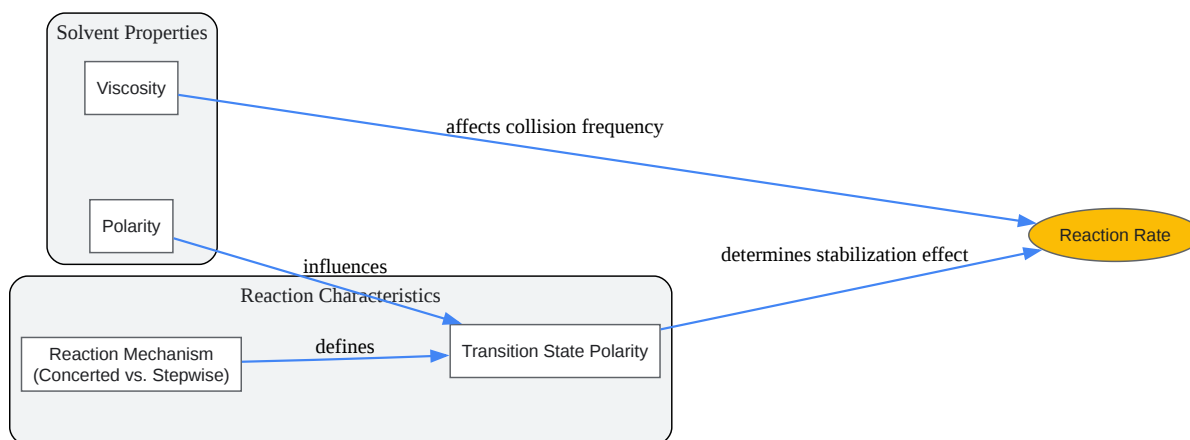 Solvent Properties
Viscosity
affects collision frequency
Polarity
Reaction Rate
determines stabilization effect
influences
Reaction Characteristics
Reaction Mechanism
(Concerted vs. Stepwise)
defines
Transition State Polarity